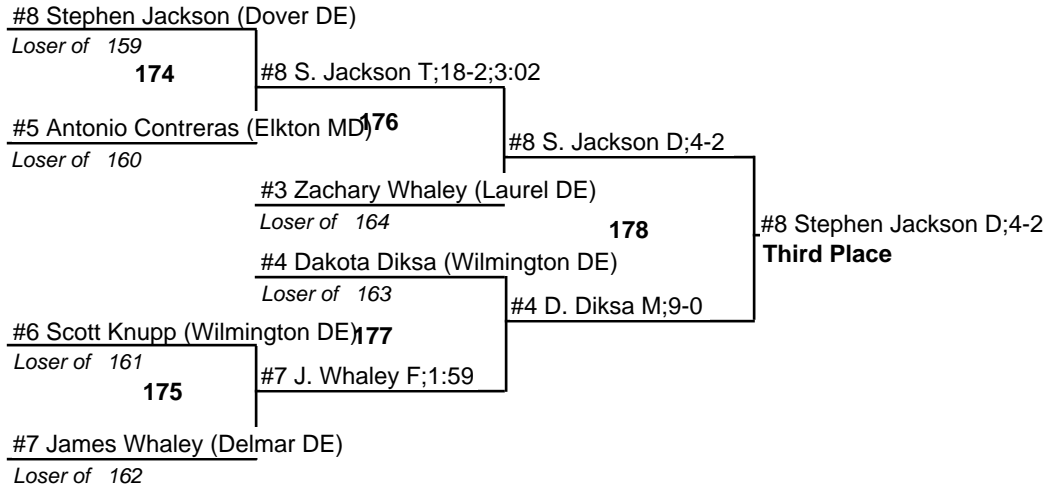 #8 Stephen Jackson (Dover DE)
Loser of 159
174
#8 S. Jackson T;18-2;3:02
#5 Antonio Contreras (Elkton MD)
176
Loser of 160
#8 S. Jackson D;4-2
#3 Zachary Whaley (Laurel DE)
Loser of 164
178
#8 Stephen Jackson D;4-2
Third Place
#4 Dakota Diksa (Wilmington DE)
Loser of 163
#4 D. Diksa M;9-0
#6 Scott Knupp (Wilmington DE)
177
Loser of 161
175
#7 J. Whaley F;1:59
#7 James Whaley (Delmar DE)
Loser of 162